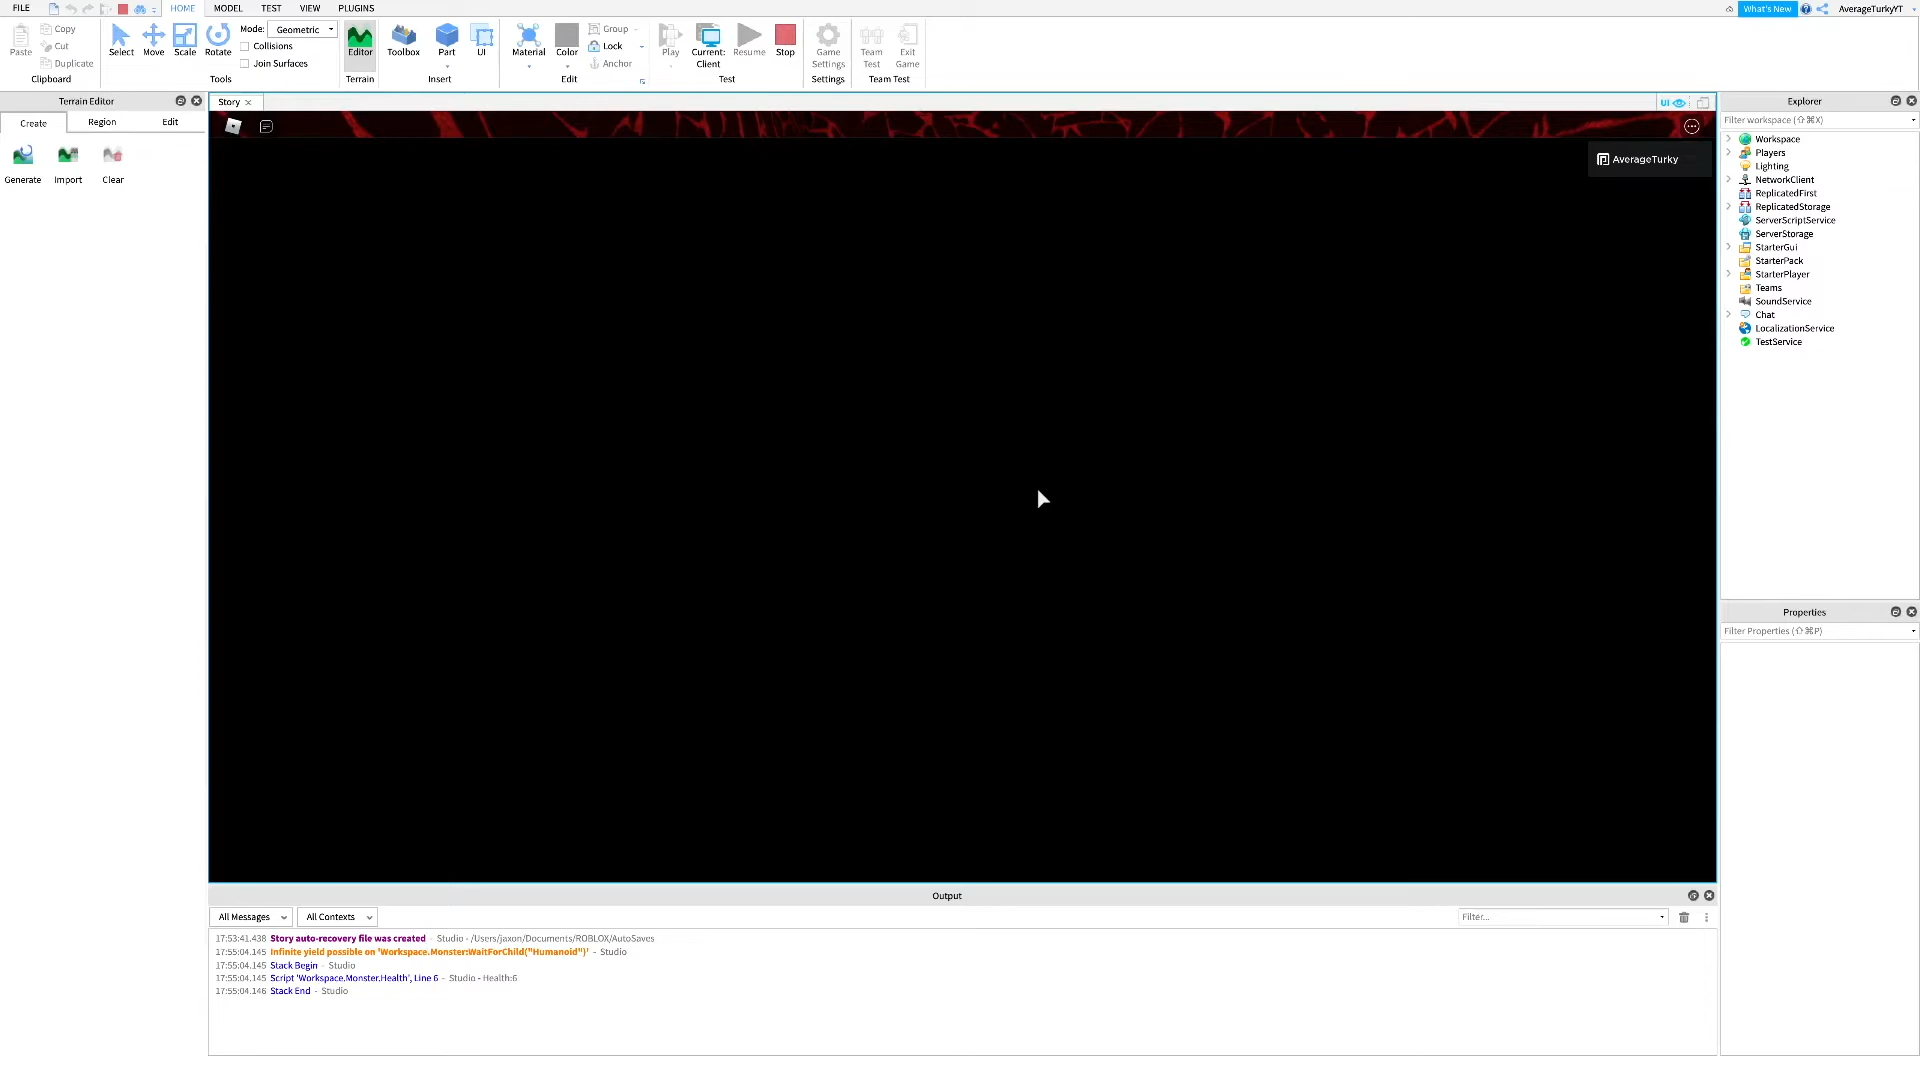 FILE HOME MODEL TEST VIEW PLUGINS What's New AverageTurkyYT
Paste Copy Cut Duplicate Clipboard
Select Move Scale Rotate Mode: Geometric Collisions Join Surfaces Tools
Editor Terrain
Toolbox Part UI Insert
Material Color Group Lock Anchor Edit
Play Current: Client Resume Stop Test
Game Settings Settings
Team Test Exit Game Team Test
Terrain Editor
Create Region Edit
Generate Import Clear
Story
UI
AverageTurky
Explorer
Filter workspace (⇧⌘X)
Workspace
Players
Lighting
NetworkClient
ReplicatedFirst
ReplicatedStorage
ServerScriptService
ServerStorage
StarterGui
StarterPack
StarterPlayer
Teams
SoundService
Chat
LocalizationService
TestService
Properties
Filter Properties (⇧⌘P)
Output
All Messages All Contexts Filter...
17:53:41.438 Story auto-recovery file was created - Studio - /Users/jaxon/Documents/ROBLOX/AutoSaves
17:55:04.145 Infinite yield possible on 'Workspace.Monster:WaitForChild("Humanoid")' - Studio
17:55:04.145 Stack Begin - Studio
17:55:04.145 Script 'Workspace.Monster.Health', Line 6 - Studio - Health:6
17:55:04.146 Stack End - Studio